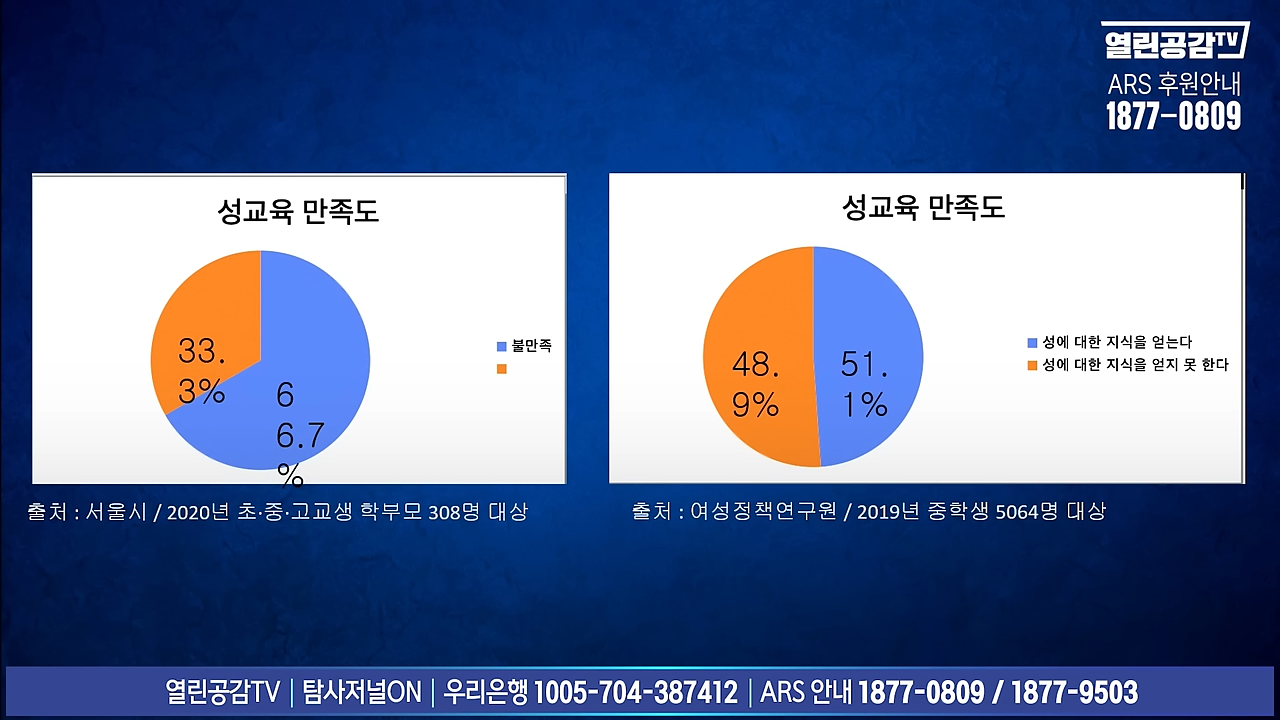 열린공감TV
ARS 후원안내
1877-0809
성교육 만족도
33.
3%
6
6.7
%
불만족
출처 : 서울시 / 2020년 초·중·고교생 학부모 308명 대상
성교육 만족도
48.
9%
51.
1%
성에 대한 지식을 얻는다
성에 대한 지식을 얻지 못 한다
출처 : 여성정책연구원 / 2019년 중학생 5064명 대상
열린공감TV | 탐사저널ON | 우리은행 1005-704-387412 | ARS 안내 1877-0809 / 1877-9503